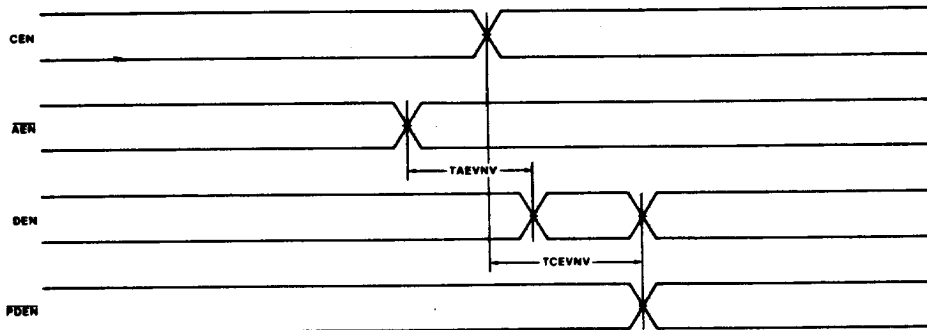 CEN
AEN
TAEVNV
DEN
TCEVNV
PDEN